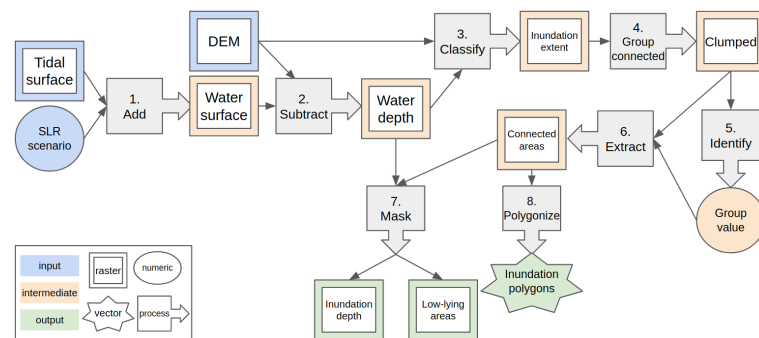 Tidal
surface
SLR
scenario
1.
Add
DEM
Water
surface
2.
Subtract
Water
depth
3.
Classify
Inundation
extent
4.
Group
connected
Clumped
5.
Identify
Group
value
6.
Extract
Connected
areas
7.
Mask
8.
Polygonize
Inundation
depth
Low-lying
areas
Inundation
polygons
input
intermediate
output
raster
numeric
vector
process